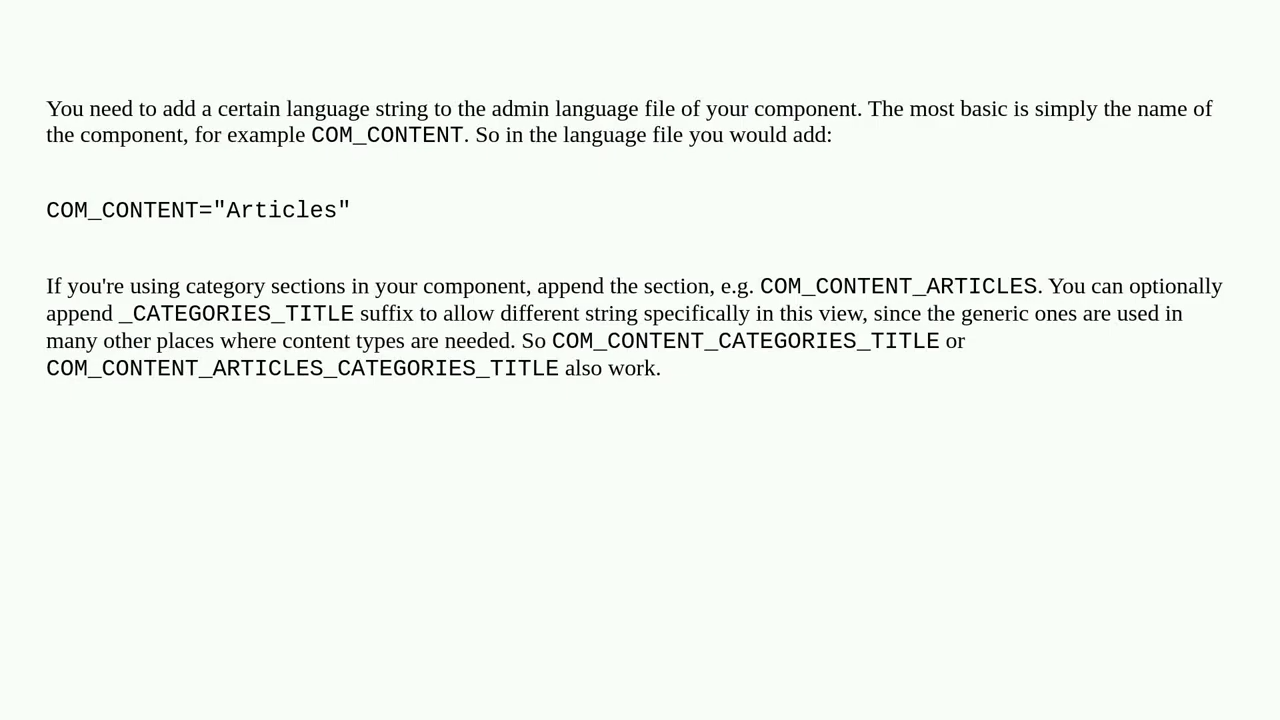 You need to add a certain language string to the admin language file of your component. The most basic is simply the name of
the component, for example COM_CONTENT. So in the language file you would add:
COM_CONTENT="Articles"
If you're using category sections in your component, append the section, e.g. COM_CONTENT_ARTICLES. You can optionally
append _CATEGORIES_TITLE suffix to allow different string specifically in this view, since the generic ones are used in
many other places where content types are needed. So COM_CONTENT_CATEGORIES_TITLE or
COM_CONTENT_ARTICLES_CATEGORIES_TITLE also work.